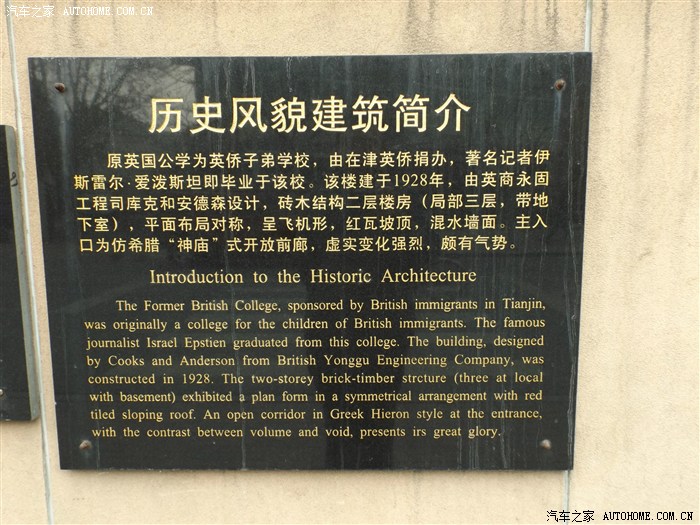 汽车之家 AUTOHOME.COM.CN
历史风貌建筑简介
原英国公学为英侨子弟学校，由在津英侨捐办，著名记者伊
斯雷尔·爱泼斯坦即毕业于该校。该楼建于1928年，由英商永固
工程司库克和安德森设计，砖木结构二层楼房（局部三层，带地
下室），平面布局对称，呈飞机形，红瓦坡顶，混水墙面。主入
口为仿希腊“神庙”式开放前廊，虚实变化强烈，颇有气势。
Introduction to the Historic Architecture
The Former British College, sponsored by British immigrants in Tianjin,
was originally a college for the children of British immigrants. The famous
journalist Israel Epstien graduated from this college. The building, designed
by Cooks and Anderson from British Yonggu Engineering Company, was
constructed in 1928. The two-storey brick-timber strcture (three at local
with basement) exhibited a plan form in a symmetrical arrangement with red
tiled sloping roof. An open corridor in Greek Hieron style at the entrance,
with the contrast between volume and void, presents irs great glory.
汽车之家 AUTOHOME.COM.CN